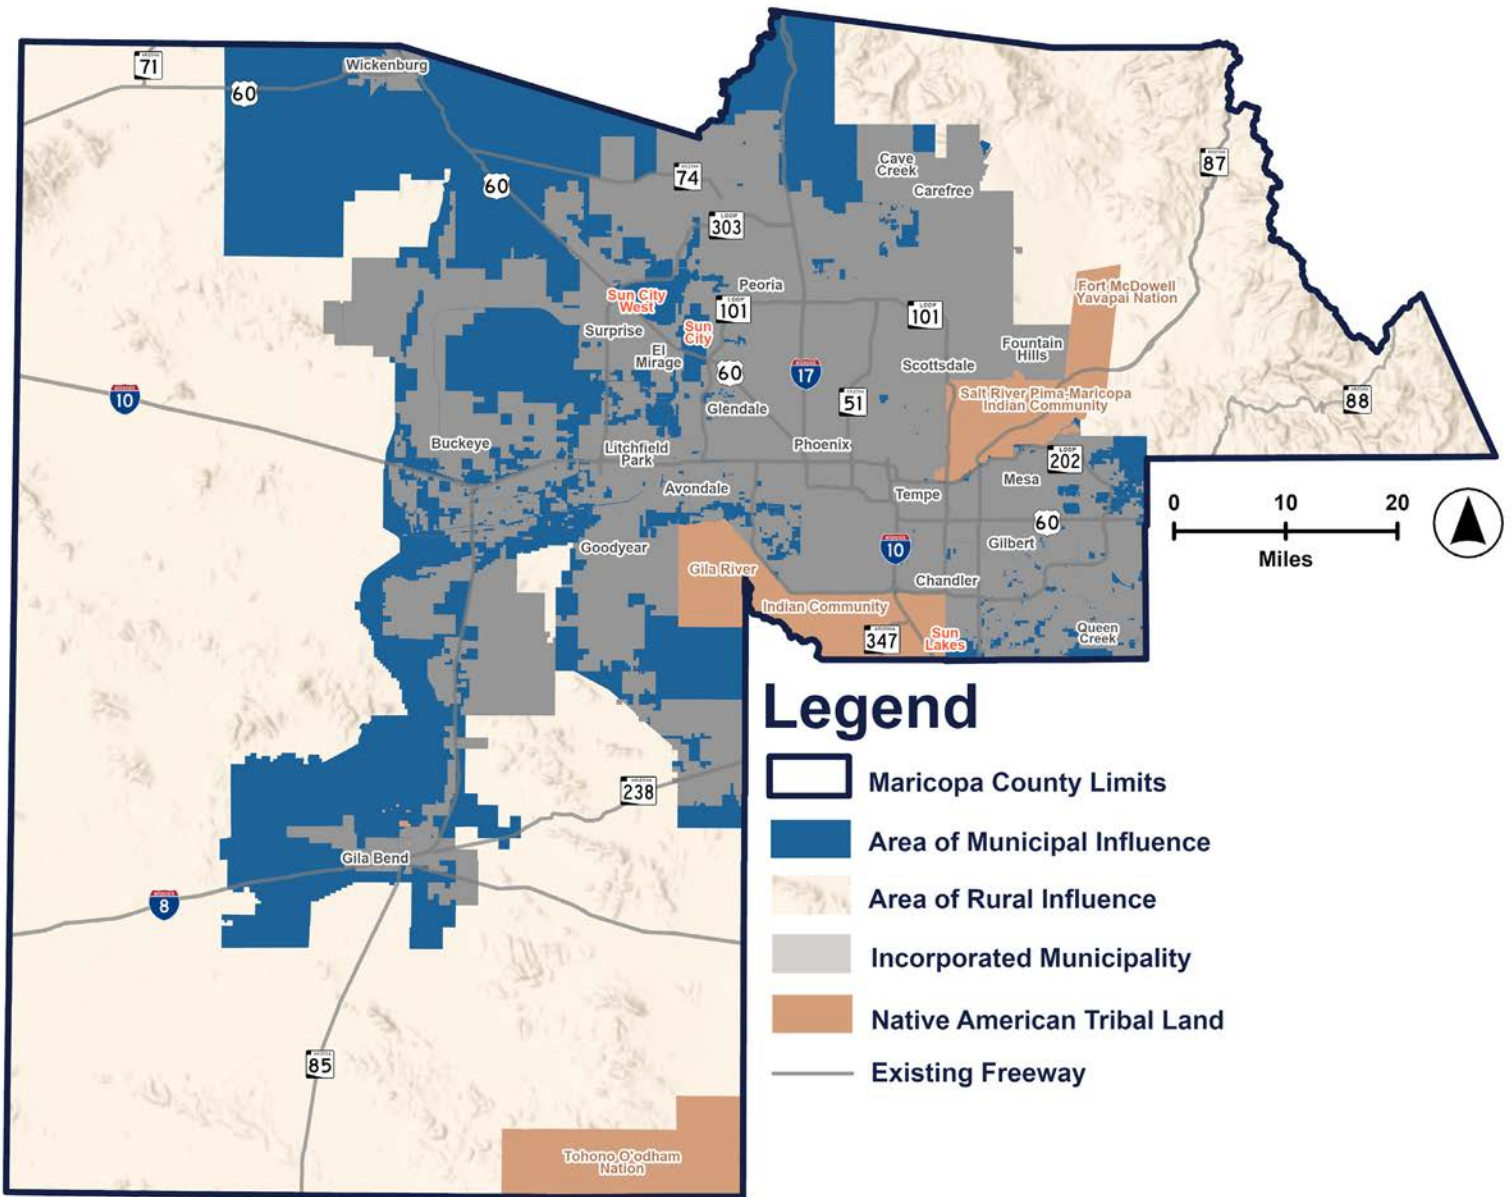 71
60
Wickenburg
60
74
Cave
Creek
Carefree
87
LOOP
303
Sun City
West
Peoria
LOOP
101
LOOP
101
Fort McDowell
Yavapai Nation
Surprise
Sun
City
El
Mirage
60
17
Scottsdale
Fountain
Hills
10
Glendale
51
Salt River Pima-Maricopa
Indian Community
88
Buckeye
Litchfield
Park
Phoenix
LOOP
202
Avondale
Tempe
Mesa
60
Goodyear
10
Gilbert
Gila River
Indian Community
Chandler
347
Sun
Lakes
Queen
Creek
0 10 20
Miles
238
Gila Bend
8
85
Tohono O'odham
Nation
Legend
Maricopa County Limits
Area of Municipal Influence
Area of Rural Influence
Incorporated Municipality
Native American Tribal Land
Existing Freeway